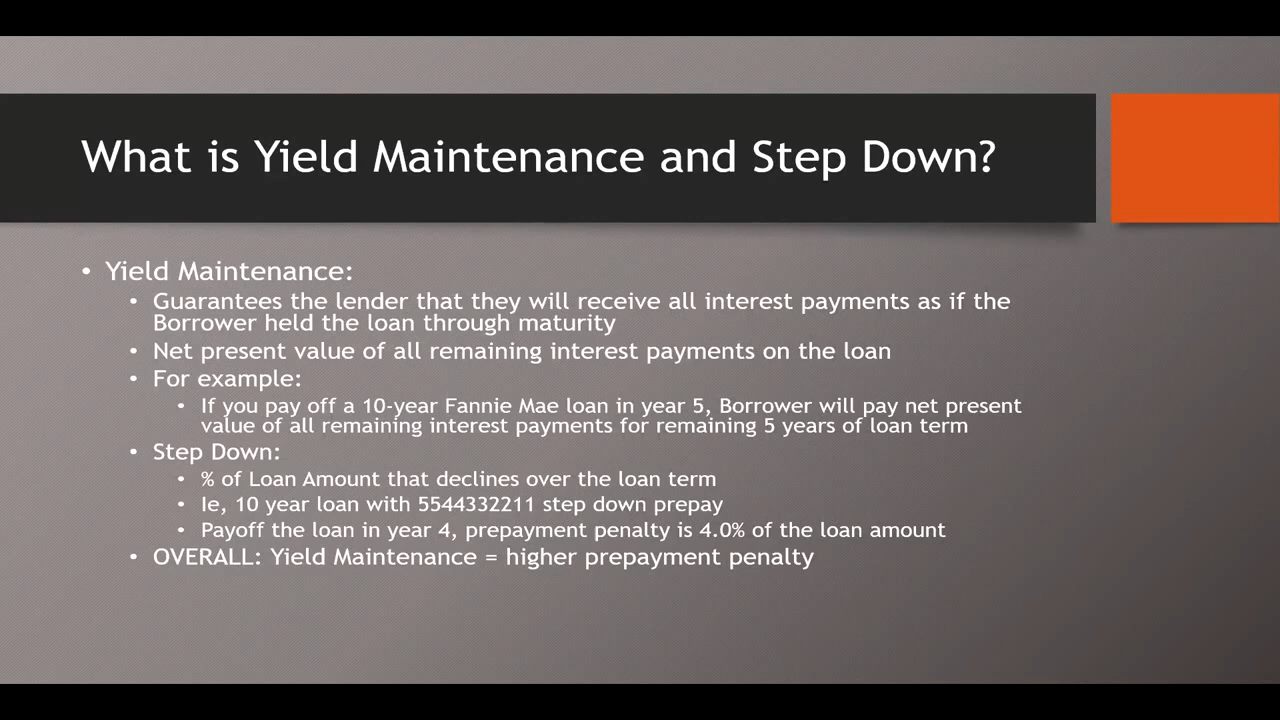 What is Yield Maintenance and Step Down?
• Yield Maintenance:
• Guarantees the lender that they will receive all interest payments as if the
Borrower held the loan through maturity
• Net present value of all remaining interest payments on the loan
• For example:
• If you pay off a 10-year Fannie Mae loan in year 5, Borrower will pay net present
value of all remaining interest payments for remaining 5 years of loan term
• Step Down:
• % of Loan Amount that declines over the loan term
• Ie, 10 year loan with 5544332211 step down prepay
• Payoff the loan in year 4, prepayment penalty is 4.0% of the loan amount
• OVERALL: Yield Maintenance = higher prepayment penalty